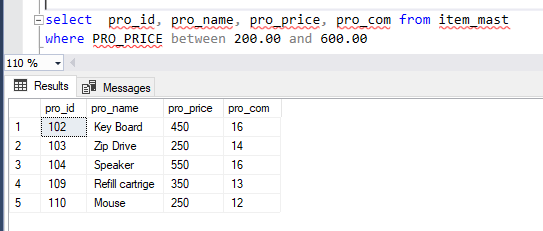 select pro_id, pro_name, pro_price, pro_com from item_mast
where PRO_PRICE between 200.00 and 600.00
110 %
Results Messages
pro_id pro_name pro_price pro_com
1 102 Key Board 450 16
2 103 Zip Drive 250 14
3 104 Speaker 550 16
4 109 Refill cartrige 350 13
5 110 Mouse 250 12